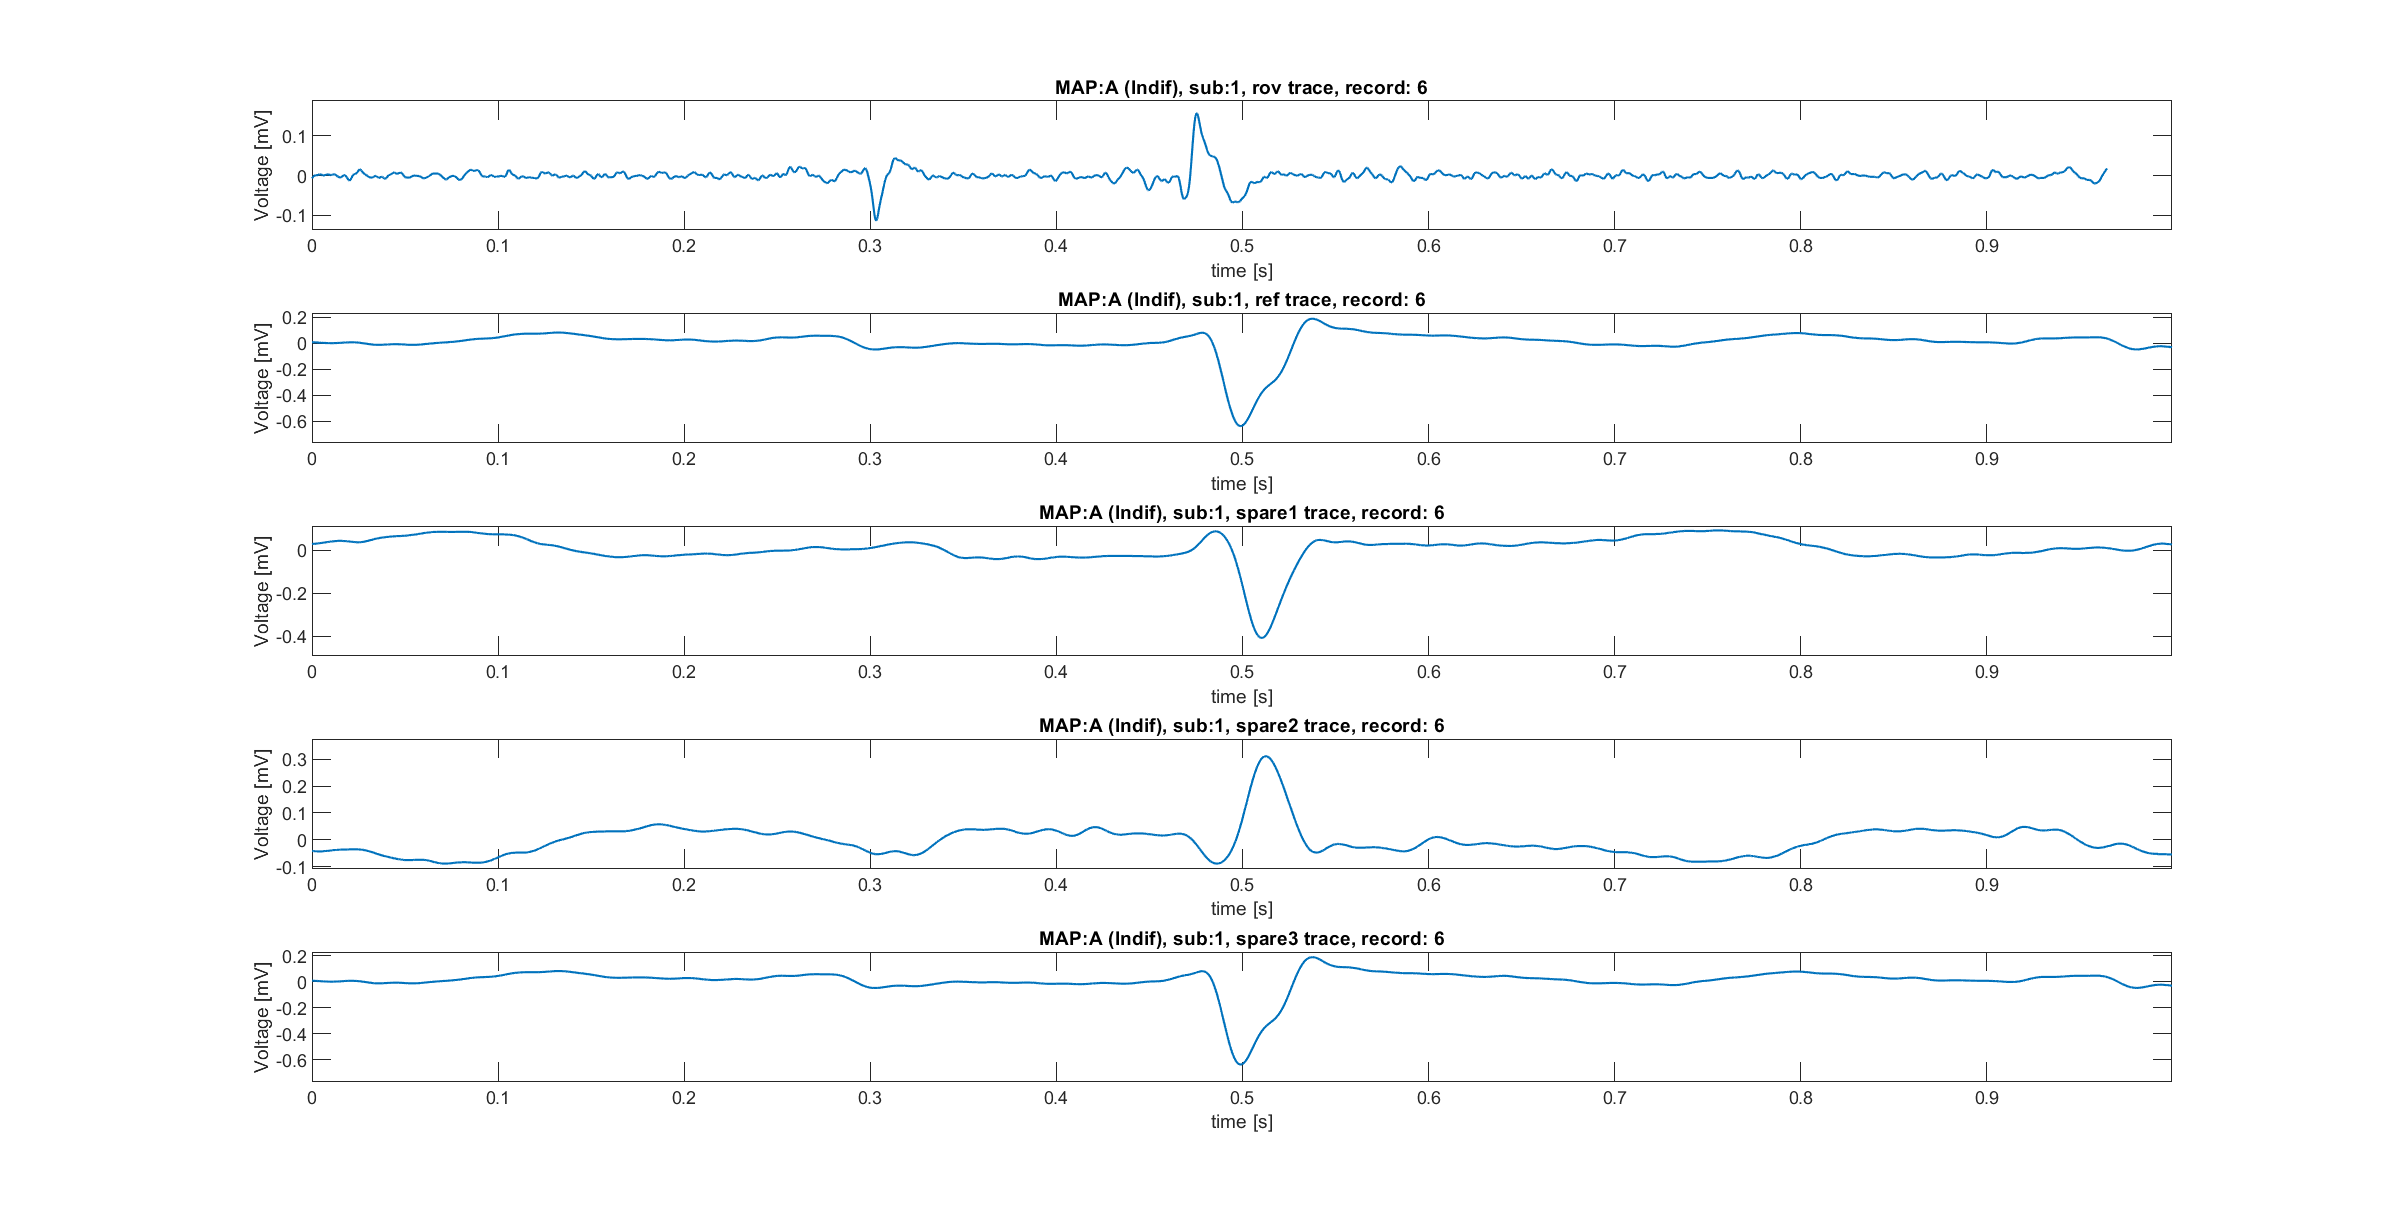 MAP:A (Indif), sub:1, rov trace, record: 6
Voltage [mV]
0.1
0
-0.1
0 0.1 0.2 0.3 0.4 0.5 0.6 0.7 0.8 0.9
time [s]
MAP:A (Indif), sub:1, ref trace, record: 6
Voltage [mV]
0.2
0
-0.2
-0.4
-0.6
0 0.1 0.2 0.3 0.4 0.5 0.6 0.7 0.8 0.9
time [s]
MAP:A (Indif), sub:1, spare1 trace, record: 6
Voltage [mV]
0
-0.2
-0.4
0 0.1 0.2 0.3 0.4 0.5 0.6 0.7 0.8 0.9
time [s]
MAP:A (Indif), sub:1, spare2 trace, record: 6
Voltage [mV]
0.3
0.2
0.1
0
-0.1
0 0.1 0.2 0.3 0.4 0.5 0.6 0.7 0.8 0.9
time [s]
MAP:A (Indif), sub:1, spare3 trace, record: 6
Voltage [mV]
0.2
0
-0.2
-0.4
-0.6
0 0.1 0.2 0.3 0.4 0.5 0.6 0.7 0.8 0.9
time [s]